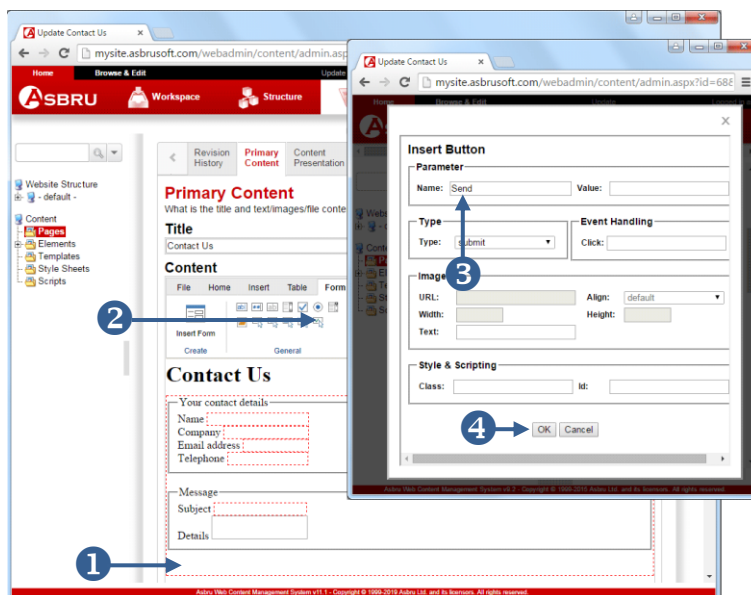 Update Contact Us
mysite.asbrusoft.com/webadmin/content/admin.asp
Home Browse & Edit Update
ASBRU Workspace Structure
Revision History
Primary Content
Content Presentation
Website Structure
- default -
Content
Pages
Elements
Templates
Style Sheets
Scripts
Primary Content
What is the title and text/images/file conte
Title
Contact Us
Content
File Home Insert Table Form
Insert Form
Create General
2
Contact Us
Your contact details
Name
Company
Email address
Telephone
Message
Subject
Details
1
Asbru Web Content Management System v11.1 - Copyright © 1999-2019 Asbru Ltd. and its licensors. All rights reserved.
Update Contact Us
mysite.asbrusoft.com/webadmin/content/admin.aspx?id=688
Home Browse & Edit Update
X
Insert Button
Parameter
Name: Send Value:
Type
Type: submit
Event Handling
Click:
3
Image
URL: Align: default
Width: Height:
Text:
Style & Scripting
Class: Id:
4
OK Cancel